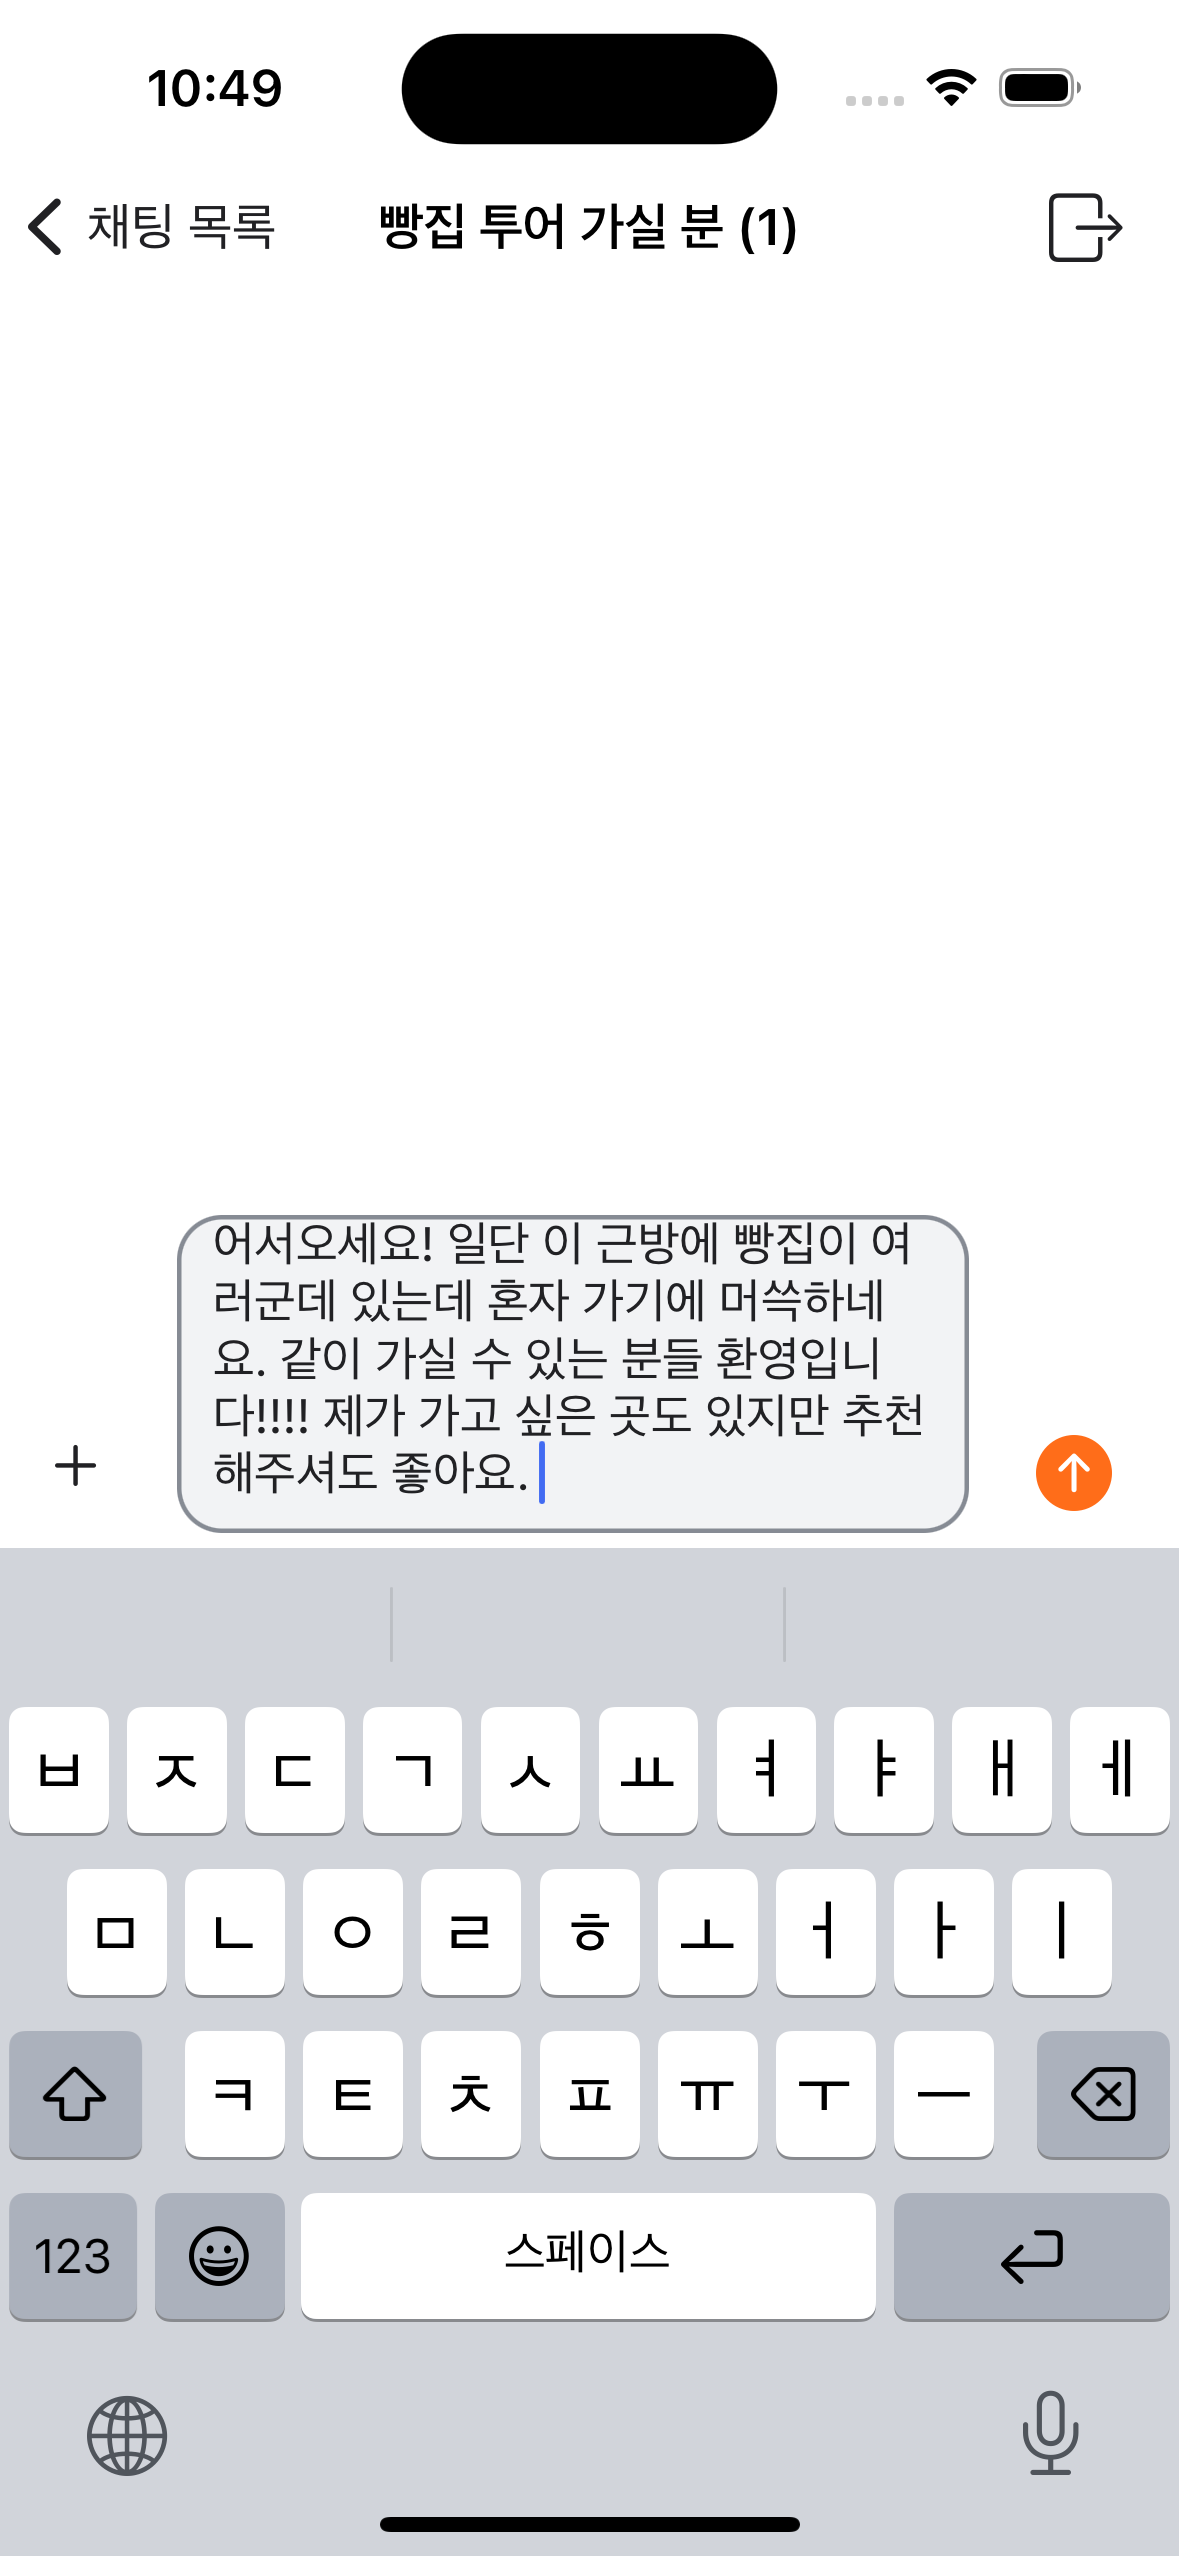 10:49
채팅 목록
빵집 투어 가실 분 (1)
어서오세요! 일단 이 근방에 빵집이 여
러군데 있는데 혼자 가기에 머쓱하네
요. 같이 가실 수 있는 분들 환영입니
다!!!! 제가 가고 싶은 곳도 있지만 추천
해주셔도 좋아요.
ㅂ ㅈ ㄷ ㄱ ㅅ ㅛ ㅕ ㅑ ㅐ ㅔ
ㅁ ㄴ ㅇ ㄹ ㅎ ㅗ ㅓ ㅏ ㅣ
ㅋ ㅌ ㅊ ㅍ ㅠ ㅜ ㅡ
123 스페이스